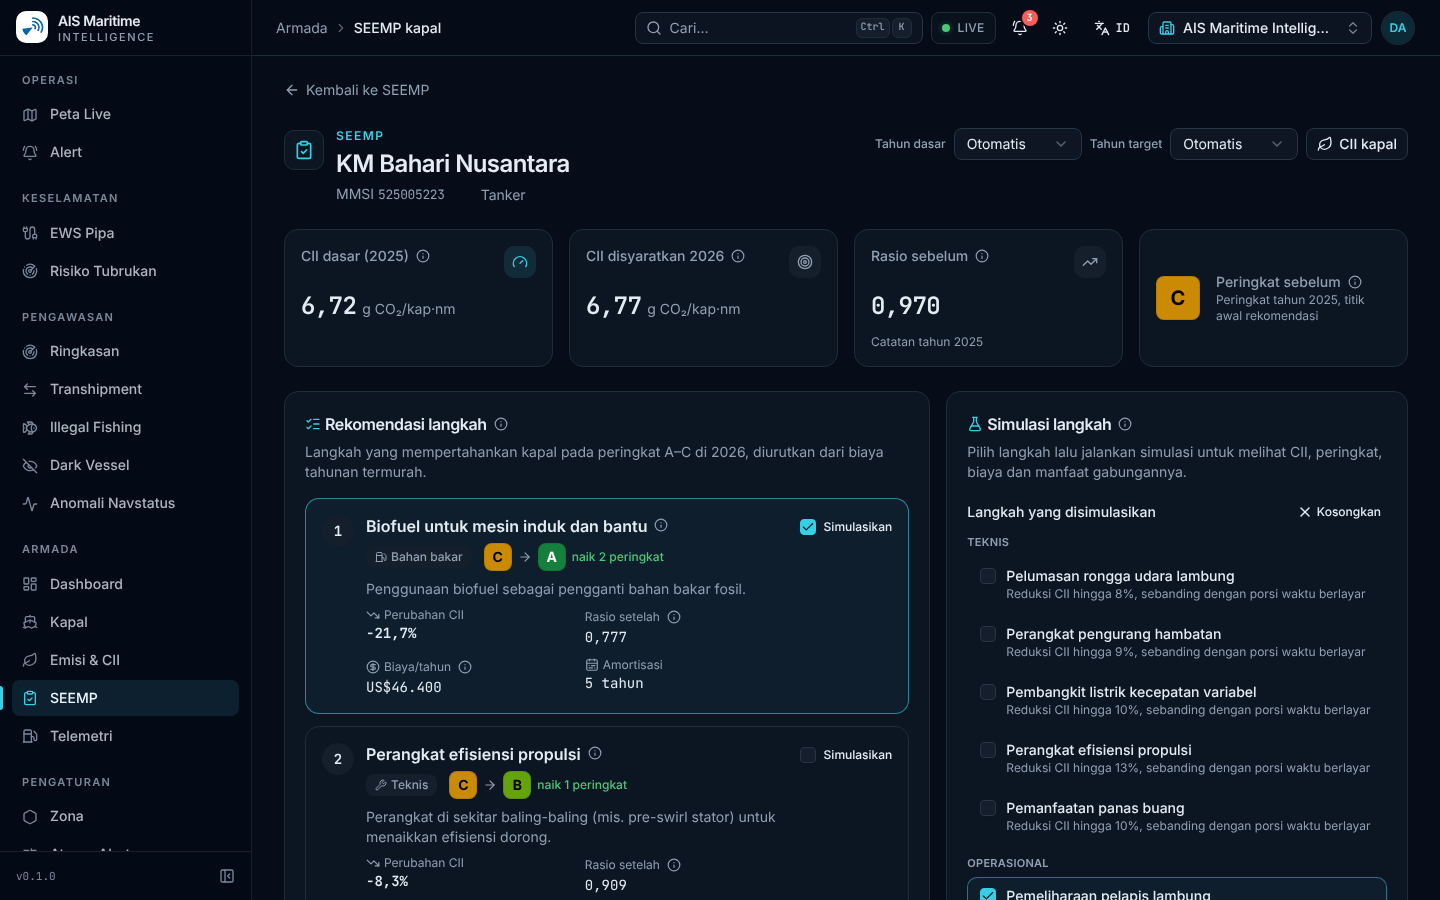 AIS Maritime
INTELLIGENCE
Armada
SEEMP kapal
Cari...
Ctrl
K
LIVE
3
ID
AIS Maritime Intellig...
DA
OPERASI
Peta Live
Alert
KESELAMATAN
EWS Pipa
Risiko Tubrukan
PENGAWASAN
Ringkasan
Transhipment
Illegal Fishing
Dark Vessel
Anomali Navstatus
ARMADA
Dashboard
Kapal
Emisi & CII
SEEMP
Telemetri
PENGATURAN
Zona
v0.1.0
Kembali ke SEEMP
SEEMP
KM Bahari Nusantara
MMSI 525005223
Tanker
Tahun dasar
Otomatis
Tahun target
Otomatis
CII kapal
CII dasar (2025)
6,72 g CO₂/kap·nm
CII disyaratkan 2026
6,77 g CO₂/kap·nm
Rasio sebelum
0,970
Catatan tahun 2025
C
Peringkat sebelum
Peringkat tahun 2025, titik
awal rekomendasi
Rekomendasi langkah
Langkah yang mempertahankan kapal pada peringkat A–C di 2026, diurutkan dari biaya
tahunan termurah.
1
Biofuel untuk mesin induk dan bantu
Simulasikan
Bahan bakar
C
A
naik 2 peringkat
Penggunaan biofuel sebagai pengganti bahan bakar fosil.
Perubahan CII
-21,7%
Rasio setelah
0,777
Biaya/tahun
US$46.400
Amortisasi
5 tahun
2
Perangkat efisiensi propulsi
Simulasikan
Teknis
C
B
naik 1 peringkat
Perangkat di sekitar baling-baling (mis. pre-swirl stator) untuk
menaikkan efisiensi dorong.
Perubahan CII
-8,3%
Rasio setelah
0,909
Simulasi langkah
Pilih langkah lalu jalankan simulasi untuk melihat CII, peringkat,
biaya dan manfaat gabungannya.
Langkah yang disimulasikan
Kosongkan
TEKNIS
Pelumasan rongga udara lambung
Reduksi CII hingga 8%, sebanding dengan porsi waktu berlayar
Perangkat pengurang hambatan
Reduksi CII hingga 9%, sebanding dengan porsi waktu berlayar
Pembangkit listrik kecepatan variabel
Reduksi CII hingga 10%, sebanding dengan porsi waktu berlayar
Perangkat efisiensi propulsi
Reduksi CII hingga 13%, sebanding dengan porsi waktu berlayar
Pemanfaatan panas buang
Reduksi CII hingga 10%, sebanding dengan porsi waktu berlayar
OPERASIONAL
Pemeliharaan pelapis lambung